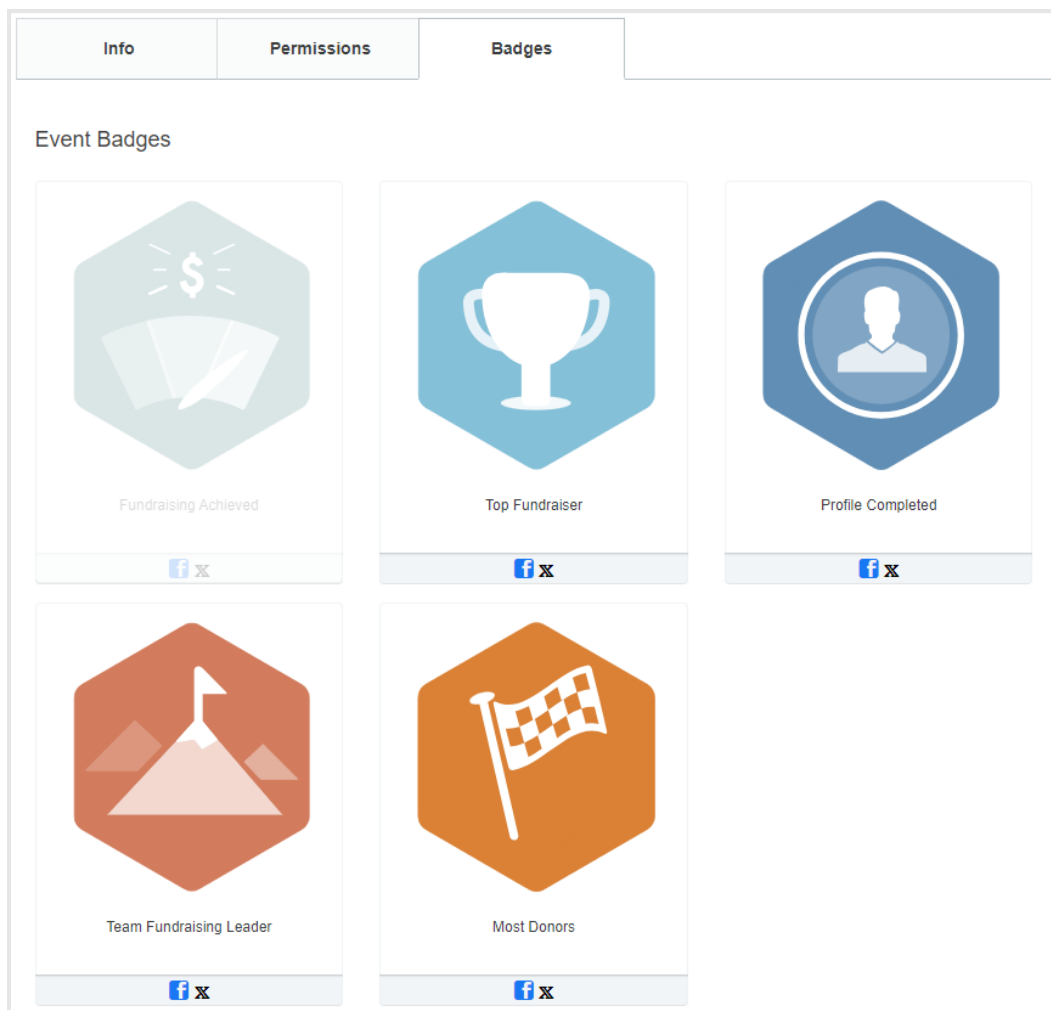 Info Permissions Badges
Event Badges
$
Fundraising Achieved Top Fundraiser Profile Completed
f X f X f X
Team Fundraising Leader Most Donors
f X f X